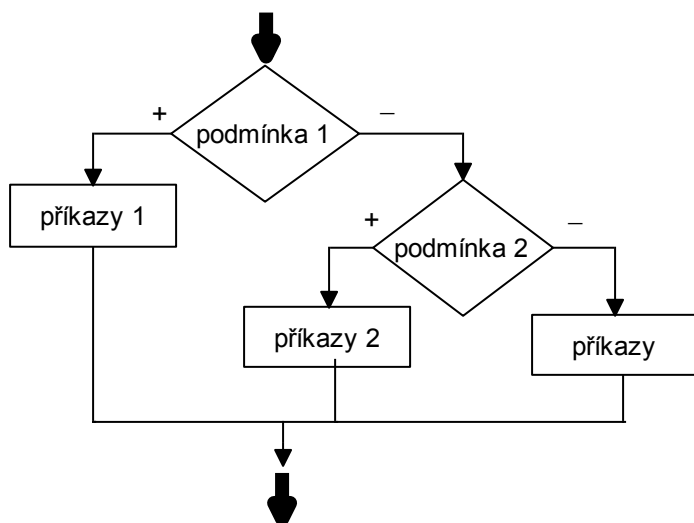 +
podmínka 1
–
příkazy 1
+
podmínka 2
–
příkazy 2
příkazy